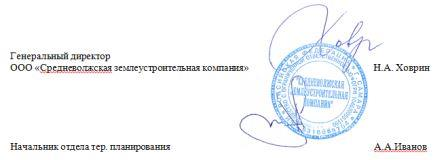 Генеральный директор
ООО «Средневолжская землеустроительная компания» Н.А. Ховрин
"СРЕДНЕВОЛЖСКАЯ
ЗЕМЛЕУСТРОИТЕЛЬНАЯ
КОМПАНИЯ"
Начальник отдела тер. планирования А.А.Иванов